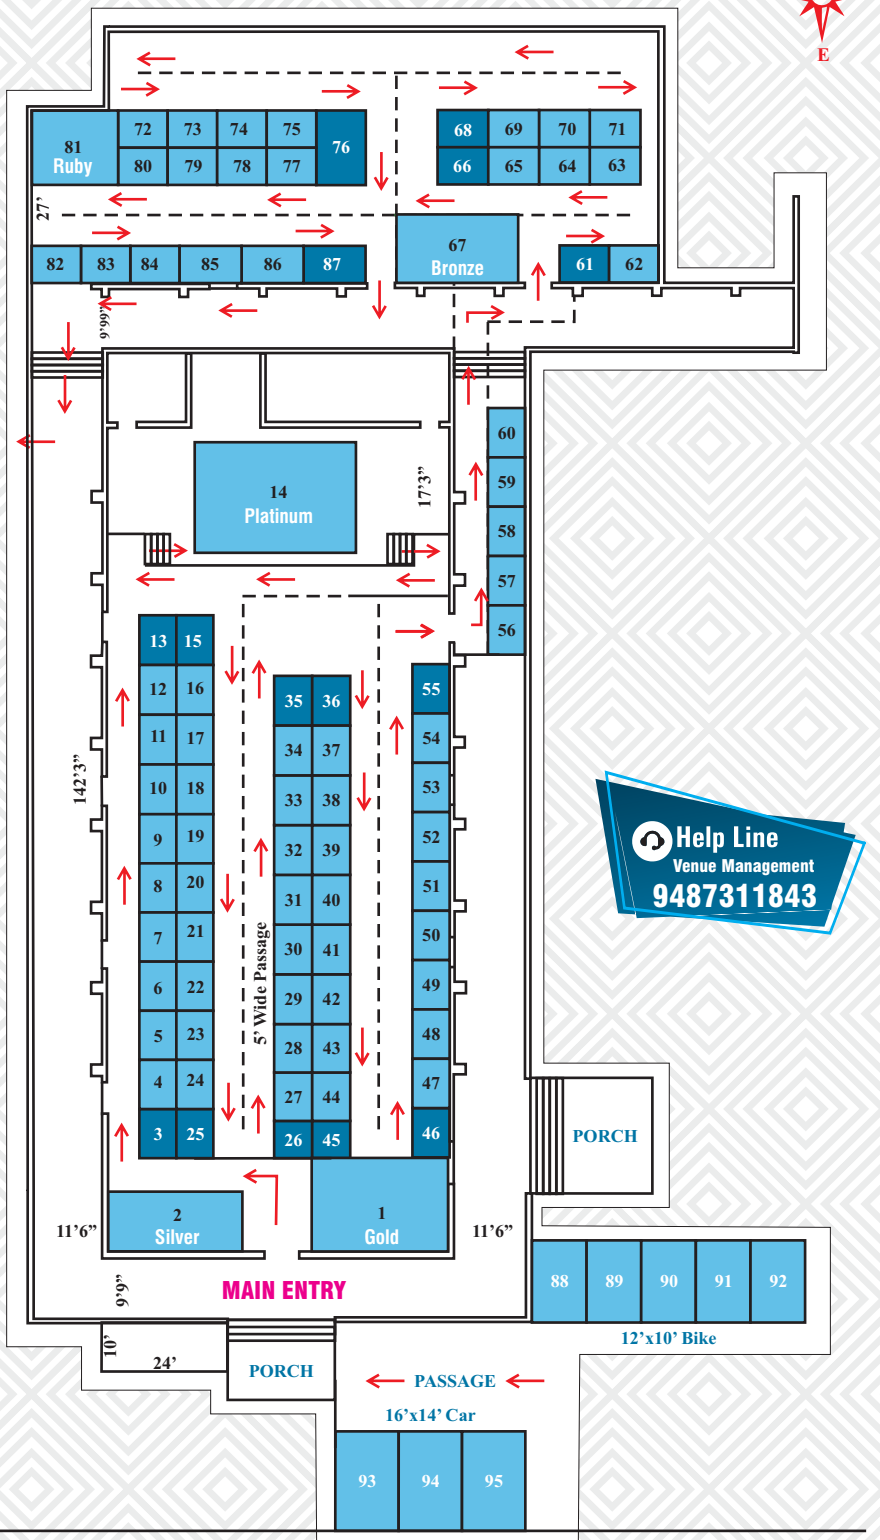 E
72 73 74 75 76
81
Ruby
80 79 78 77
68 69 70 71
66 65 64 63
27'
67
Bronze
82 83 84 85 86 87
61 62
9'99"
14
Platinum
17'3"
60
59
58
57
56
13 15
12 16
11 17
10 18
9 19
8 20
7 21
6 22
5 23
4 24
3 25
35 36
34 37
33 38
32 39
31 40
30 41
29 42
28 43
27 44
26 45
55
54
53
52
51
50
49
48
47
46
142'3"
5' Wide Passage
Help Line
Venue Management
9487311843
PORCH
2
Silver
1
Gold
11'6"
11'6"
9'9"
MAIN ENTRY
88 89 90 91 92
12'x10' Bike
10'
24'
PORCH
PASSAGE
16'x14' Car
93 94 95